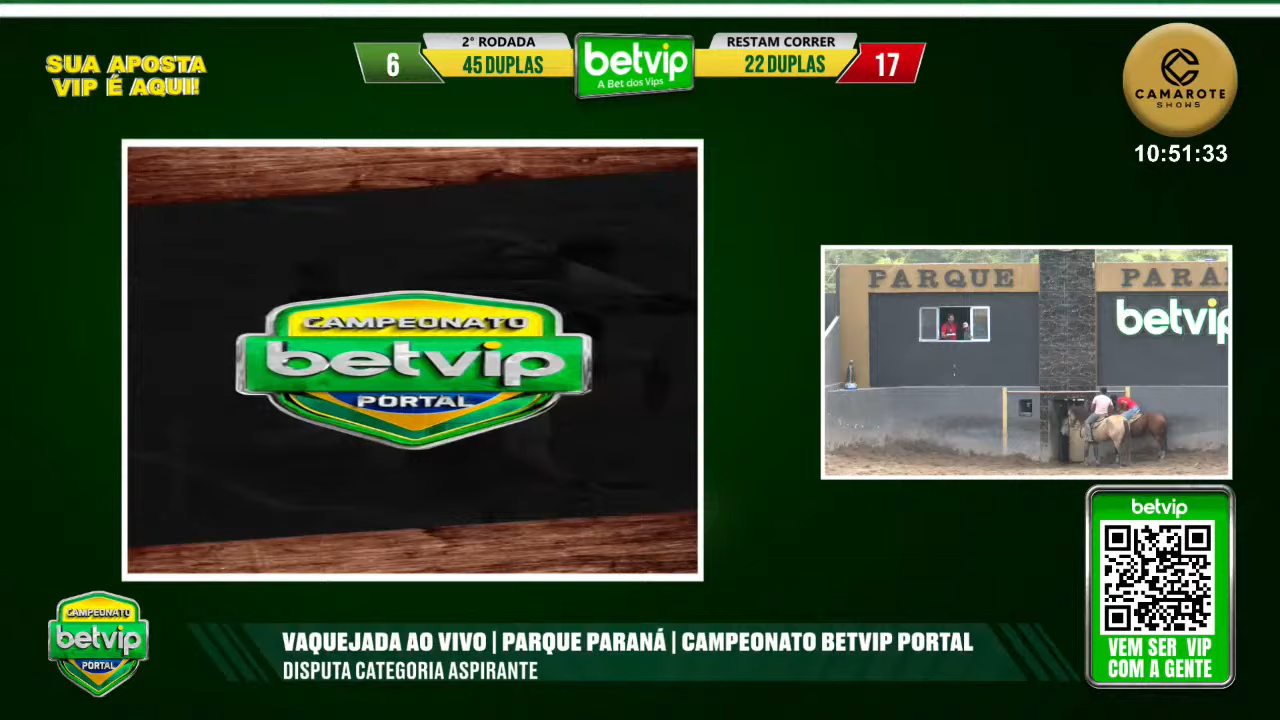 SUA APOSTA
VIP É AQUI!
6
2ª RODADA
45 DUPLAS
betvip
A Bet dos Vips
RESTAM CORRER
22 DUPLAS
17
CAMAROTE
SHOWS
10:51:33
CAMPEONATO
betvip
PORTAL
PARQUE PARA
betvip
betvip
VEM SER VIP
COM A GENTE
CAMPEONATO
betvip
PORTAL
VAQUEJADA AO VIVO | PARQUE PARANÁ | CAMPEONATO BETVIP PORTAL
DISPUTA CATEGORIA ASPIRANTE